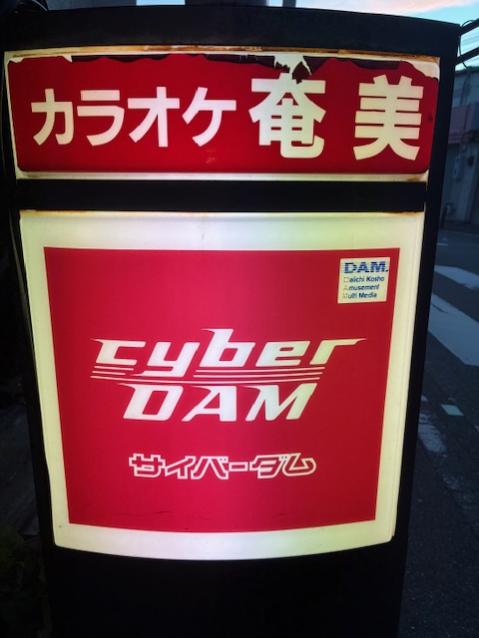 カラオケ 奄美
DAM.
Daiichi Kosho
Amusement
Multi Media
cyber
DAM
サイバーダム